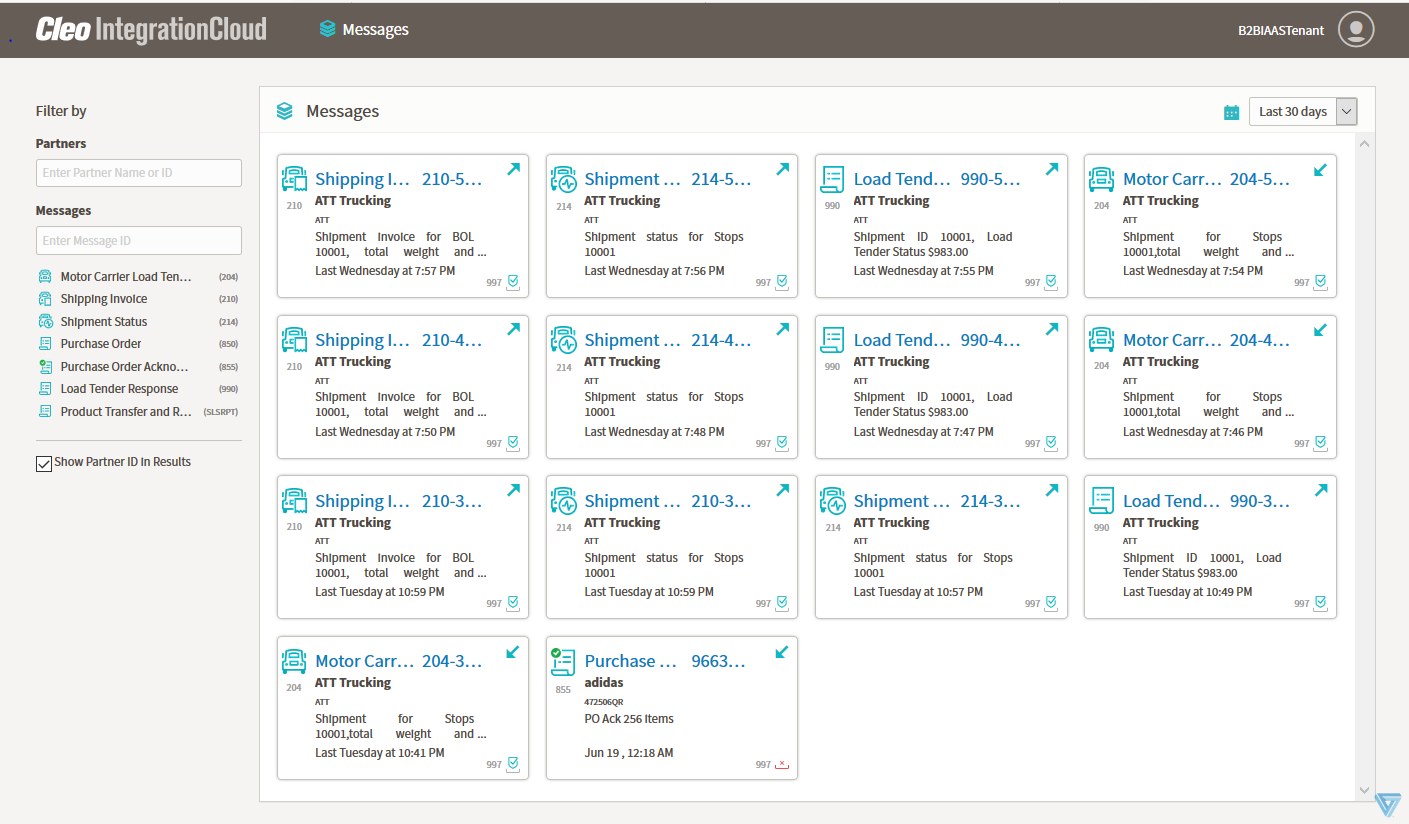 Cleo IntegrationCloud
Messages
B2BIAASTenant
Filter by
Partners
Enter Partner Name or ID
Messages
Enter Message ID
Motor Carrier Load Ten... (204)
Shipping Invoice (210)
Shipment Status (214)
Purchase Order (850)
Purchase Order Ackno... (855)
Load Tender Response (990)
Product Transfer and R... (SLSRPT)
Show Partner ID In Results
Messages
Last 30 days
Shipping I... 210-5...
210
ATT Trucking
ATT
Shipment Invoice for BOL
10001, total weight and ...
Last Wednesday at 7:57 PM
997
Shipment ... 214-5...
214
ATT Trucking
ATT
Shipment status for Stops
10001
Last Wednesday at 7:56 PM
997
Load Tend... 990-5...
990
ATT Trucking
ATT
Shipment ID 10001, Load
Tender Status $983.00
Last Wednesday at 7:55 PM
997
Motor Carr... 204-5...
204
ATT Trucking
ATT
Shipment for Stops
10001,total weight and ...
Last Wednesday at 7:54 PM
997
Shipping I... 210-4...
210
ATT Trucking
ATT
Shipment Invoice for BOL
10001, total weight and ...
Last Wednesday at 7:50 PM
997
Shipment ... 214-4...
214
ATT Trucking
ATT
Shipment status for Stops
10001
Last Wednesday at 7:48 PM
997
Load Tend... 990-4...
990
ATT Trucking
ATT
Shipment ID 10001, Load
Tender Status $983.00
Last Wednesday at 7:47 PM
997
Motor Carr... 204-4...
204
ATT Trucking
ATT
Shipment for Stops
10001,total weight and ...
Last Wednesday at 7:46 PM
997
Shipping I... 210-3...
210
ATT Trucking
ATT
Shipment Invoice for BOL
10001, total weight and ...
Last Tuesday at 10:59 PM
997
Shipment ... 210-3...
214
ATT Trucking
ATT
Shipment status for Stops
10001
Last Tuesday at 10:59 PM
997
Shipment ... 214-3...
214
ATT Trucking
ATT
Shipment status for Stops
10001
Last Tuesday at 10:57 PM
997
Load Tend... 990-3...
990
ATT Trucking
ATT
Shipment ID 10001, Load
Tender Status $983.00
Last Tuesday at 10:49 PM
997
Motor Carr... 204-3...
204
ATT Trucking
ATT
Shipment for Stops
10001,total weight and ...
Last Tuesday at 10:41 PM
997
Purchase ... 9663...
855
adidas
472506QR
PO Ack 256 Items
Jun 19 , 12:18 AM
997